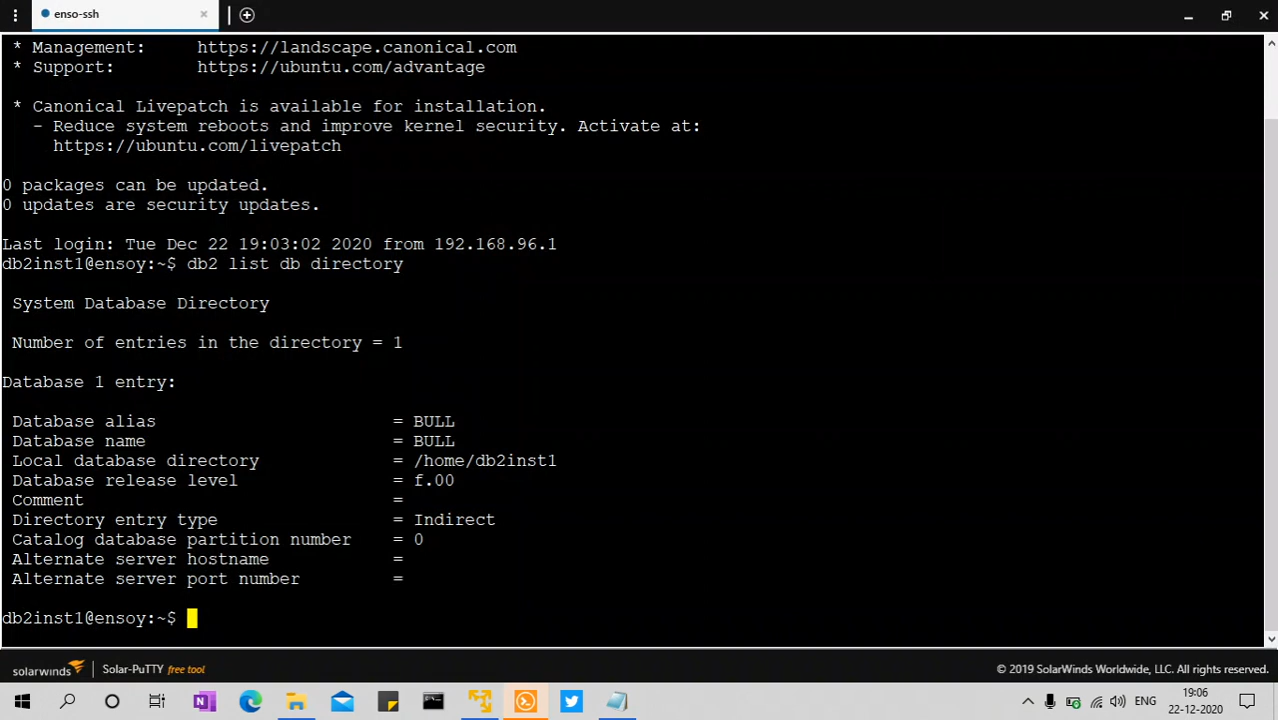 enso-ssh
* Management:     https://landscape.canonical.com
* Support:        https://ubuntu.com/advantage
* Canonical Livepatch is available for installation.
- Reduce system reboots and improve kernel security. Activate at:
https://ubuntu.com/livepatch
0 packages can be updated.
0 updates are security updates.
Last login: Tue Dec 22 19:03:02 2020 from 192.168.96.1
db2inst1@ensoy:~$ db2 list db directory
System Database Directory
Number of entries in the directory = 1
Database 1 entry:
Database alias                       = BULL
Database name                        = BULL
Local database directory             = /home/db2inst1
Database release level               = f.00
Comment                              =
Directory entry type                 = Indirect
Catalog database partition number    = 0
Alternate server hostname            =
Alternate server port number         =
db2inst1@ensoy:~$
solarwinds | Solar-PuTTY free tool © 2019 SolarWinds Worldwide, LLC. All rights reserved.
ENG 19:06
22-12-2020